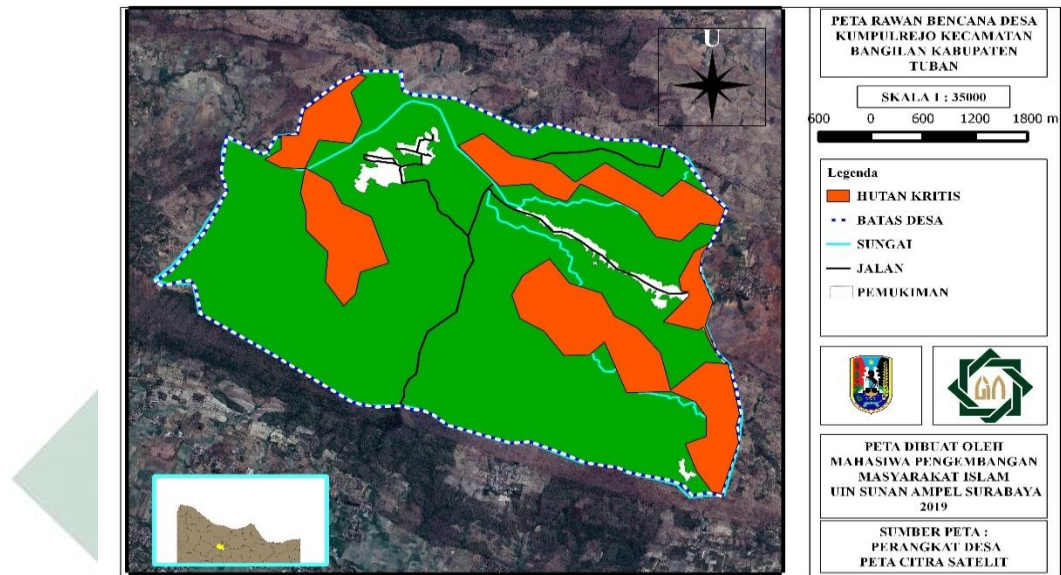 PETA RAWAN BENCANA DESA
KUMPULREJO KECAMATAN
BANGILAN KABUPATEN
TUBAN
SKALA 1 : 35000
600 0 600 1200 1800 m
U
Legenda
HUTAN KRITIS
BATAS DESA
SUNGAI
JALAN
PEMUKIMAN
PETA DIBUAT OLEH
MAHASIWA PENGEMBANGAN
MASYARAKAT ISLAM
UIN SUNAN AMPEL SURABAYA
2019
SUMBER PETA :
PERANGKAT DESA
PETA CITRA SATELIT